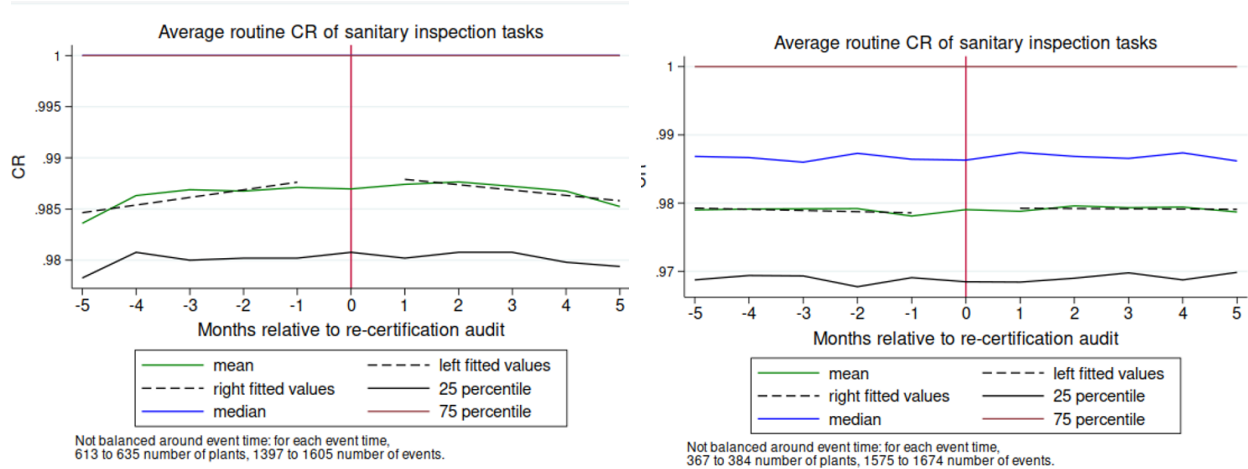 Average routine CR of sanitary inspection tasks
1
.995
.99
.985
.98
CR
-5 -4 -3 -2 -1 0 1 2 3 4 5
Months relative to re-certification audit
mean left fitted values
right fitted values 25 percentile
median 75 percentile
Not balanced around event time: for each event time,
613 to 635 number of plants, 1397 to 1605 number of events.
Average routine CR of sanitary inspection tasks
1
.99
.98
.97
-5 -4 -3 -2 -1 0 1 2 3 4 5
Months relative to re-certification audit
mean left fitted values
right fitted values 25 percentile
median 75 percentile
Not balanced around event time: for each event time,
367 to 384 number of plants, 1575 to 1674 number of events.